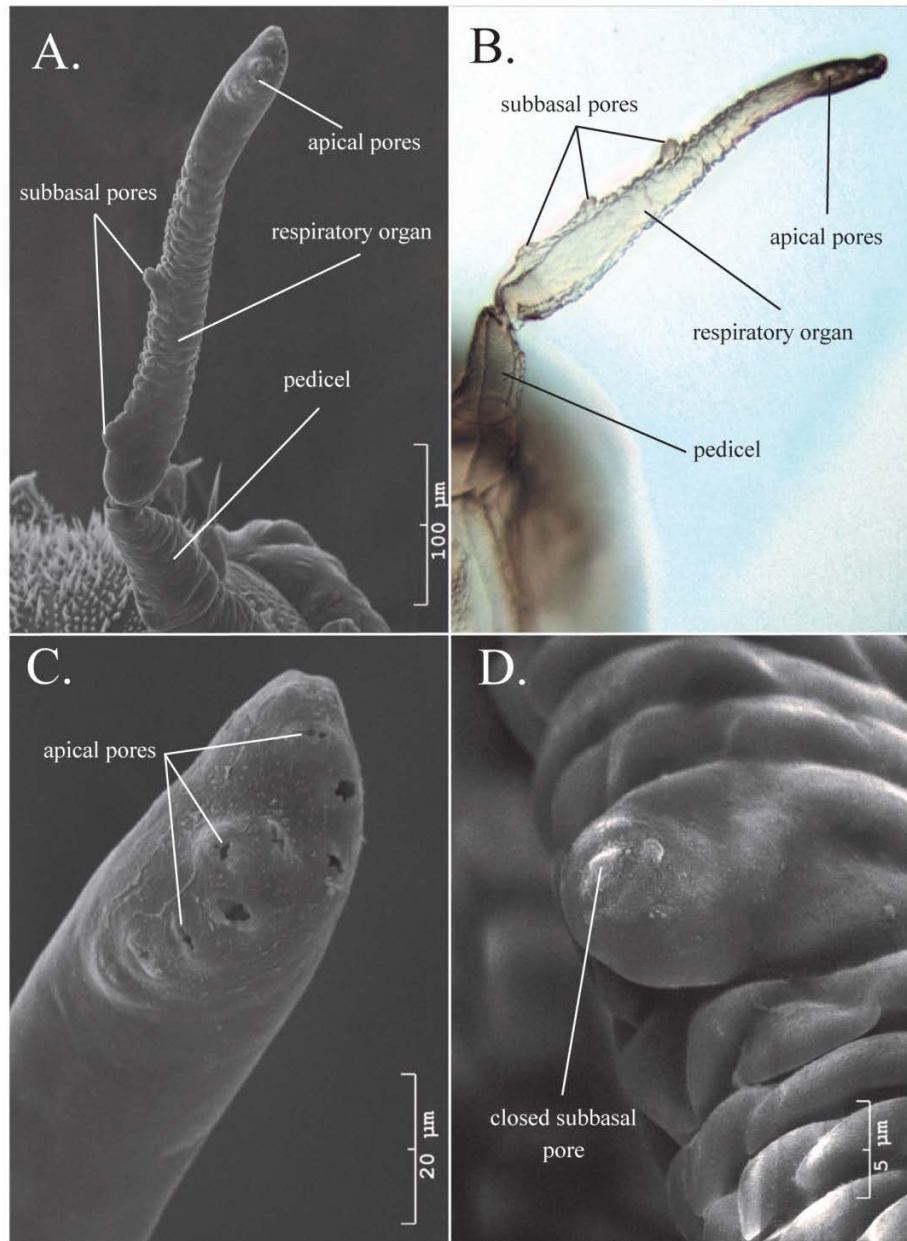 A.
apical pores
subbasal pores
respiratory organ
pedicel
100 µm
B.
subbasal pores
apical pores
respiratory organ
pedicel
C.
apical pores
20 µm
D.
closed subbasal
pore
5 µm